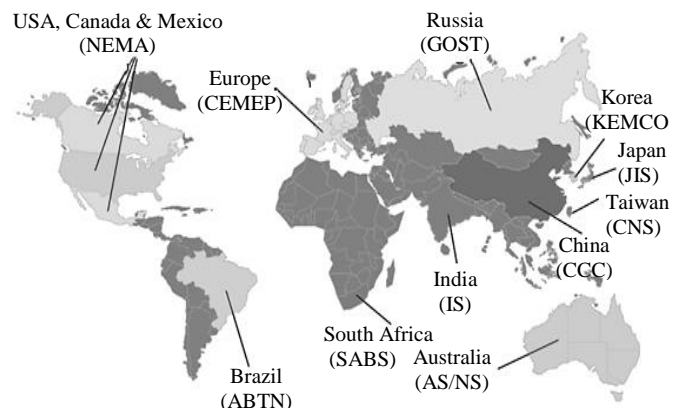 USA, Canada & Mexico
(NEMA)
Russia
(GOST)
Europe
(CEMEP)
Korea
(KEMCO
Japan
(JIS)
Taiwan
(CNS)
China
(CCC)
India
(IS)
South Africa
(SABS)
Australia
(AS/NS)
Brazil
(ABTN)